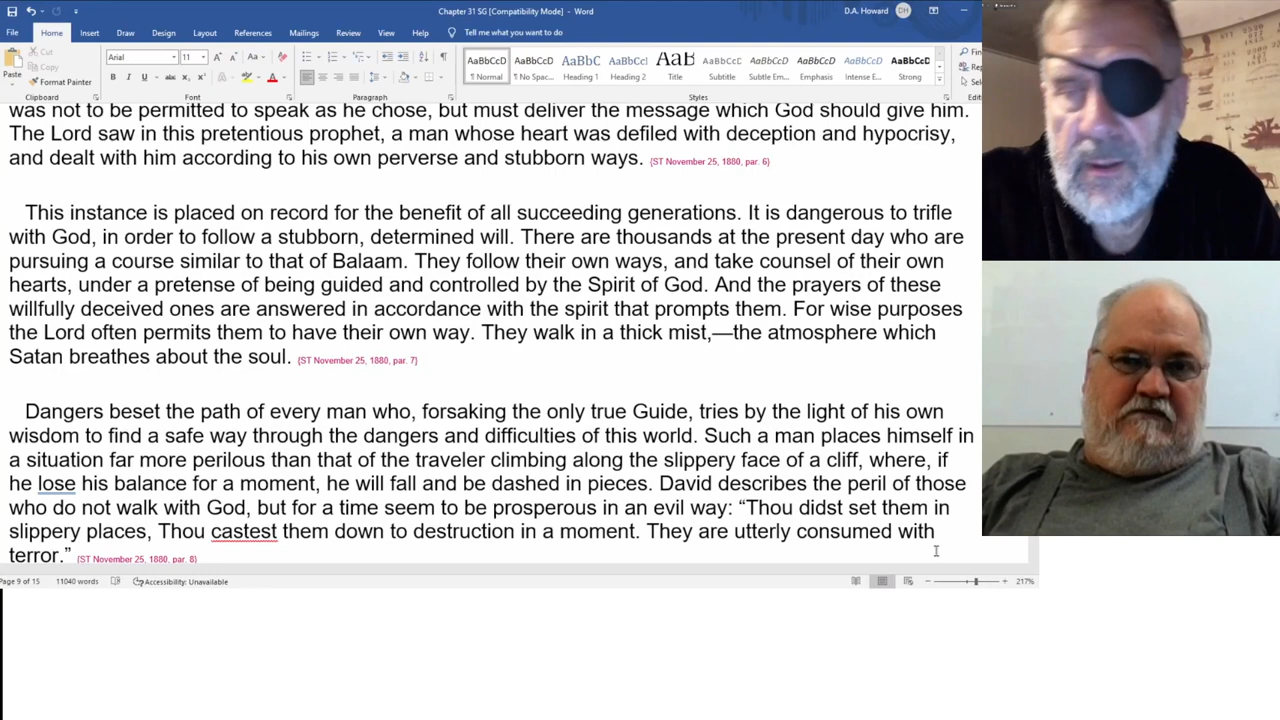 Chapter 31 SG [Compatibility Mode] - Word
D.A. Howard DH
File Home Insert Draw Design Layout References Mailings Review View Help Tell me what you want to do
Paste
Cut
Copy
Format Painter
Arial 11
AaBbCcD AaBbCcD AaBbC AaBbCcI AaB AaBbCcD AaBbCcD AaBbCcD AaBbCcD AaBbCcD
¶ Normal ¶ No Spac... Heading 1 Heading 2 Title Subtitle Subtle Em... Emphasis Intense E... Strong
Clipboard Font Paragraph Styles
was not to be permitted to speak as he chose, but must deliver the message which God should give him.
The Lord saw in this pretentious prophet, a man whose heart was defiled with deception and hypocrisy,
and dealt with him according to his own perverse and stubborn ways. {ST November 25, 1880, par. 6}
This instance is placed on record for the benefit of all succeeding generations. It is dangerous to trifle
with God, in order to follow a stubborn, determined will. There are thousands at the present day who are
pursuing a course similar to that of Balaam. They follow their own ways, and take counsel of their own
hearts, under a pretense of being guided and controlled by the Spirit of God. And the prayers of these
willfully deceived ones are answered in accordance with the spirit that prompts them. For wise purposes
the Lord often permits them to have their own way. They walk in a thick mist,—the atmosphere which
Satan breathes about the soul. {ST November 25, 1880, par. 7}
Dangers beset the path of every man who, forsaking the only true Guide, tries by the light of his own
wisdom to find a safe way through the dangers and difficulties of this world. Such a man places himself in
a situation far more perilous than that of the traveler climbing along the slippery face of a cliff, where, if
he lose his balance for a moment, he will fall and be dashed in pieces. David describes the peril of those
who do not walk with God, but for a time seem to be prosperous in an evil way: “Thou didst set them in
slippery places, Thou castest them down to destruction in a moment. They are utterly consumed with
terror.” {ST November 25, 1880, par. 8}
Page 9 of 15 11040 words Accessibility: Unavailable 217%